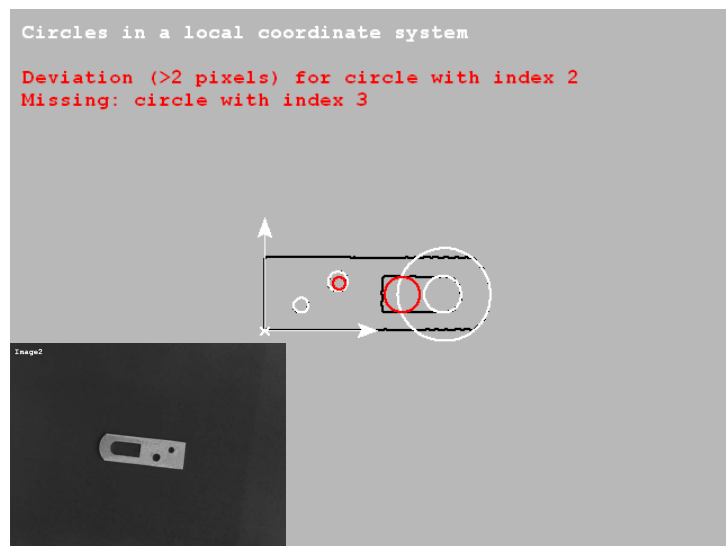 Circles in a local coordinate system
Deviation (>2 pixels) for circle with index 2
Missing: circle with index 3
Image2